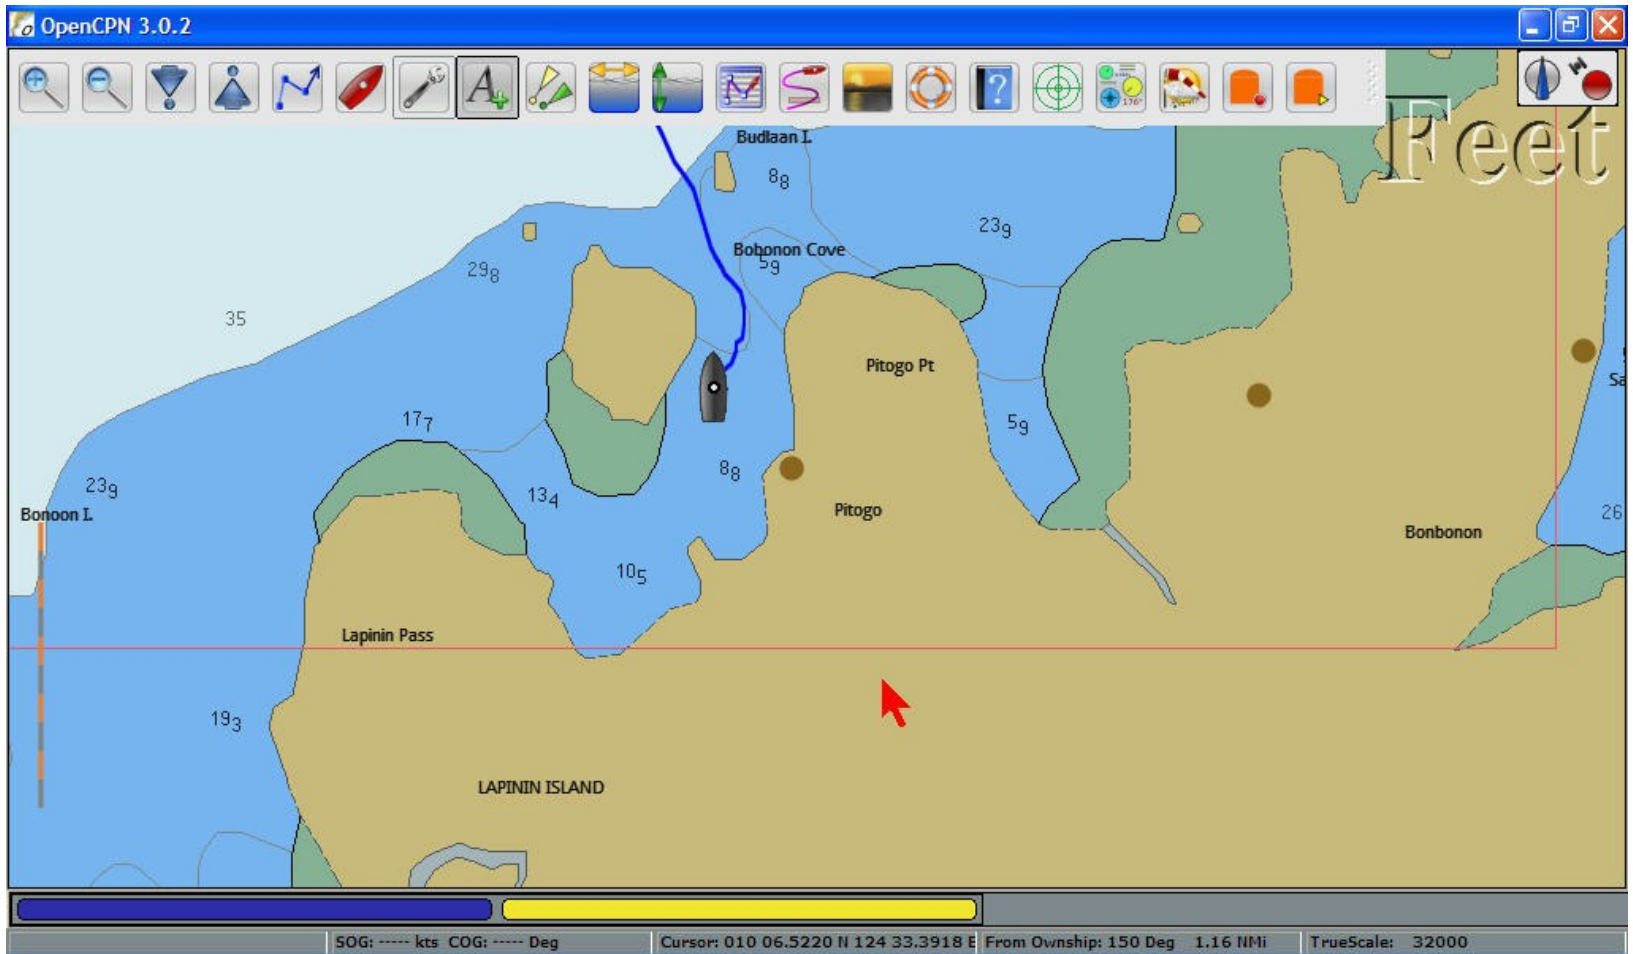 OpenCPN 3.0.2
Feet
Budlaan I.
8₈
23₉
Bobonon Cove
5₉
29₈
35
Pitogo Pt
17₇
5₉
8₈
23₉
13₄
Bonoon I.
Pitogo
26
Bonbonon
10₅
Lapinin Pass
19₃
LAPININ ISLAND
SOG: ----- kts COG: ----- Deg
Cursor: 010 06.5220 N 124 33.3918 E
From Ownship: 150 Deg 1.16 NMi
TrueScale: 32000